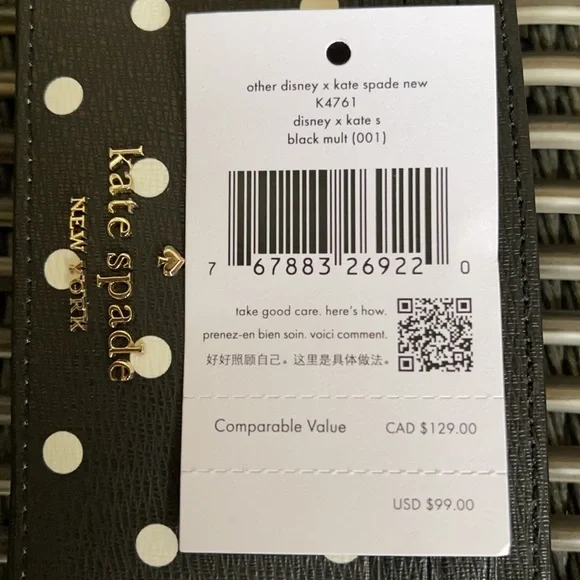 kate spade
NEW YORK
other disney x kate spade new
K4761
disney x kate s
black mult (001)
7 67883 26922 0
take good care. here's how.
prenez-en bien soin. voici comment.
好好照顾自己。这里是具体做法。
Comparable Value CAD $129.00
USD $99.00